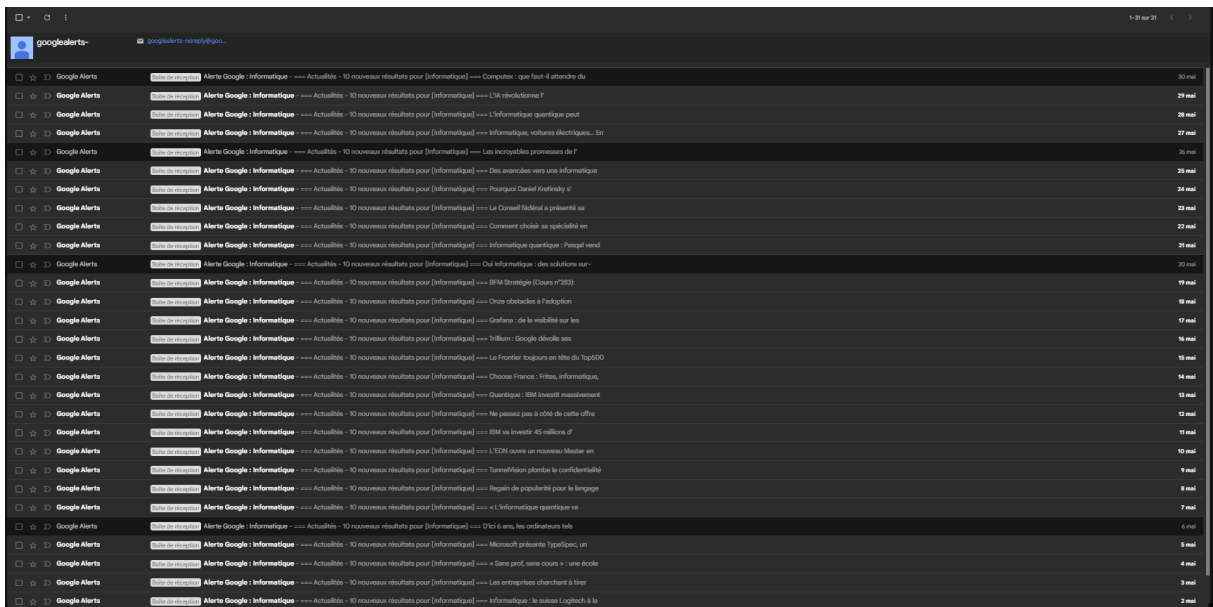 1–31 sur 31
googlealerts-
googlealerts-noreply@goo...
Google Alerts Boîte de réception Alerte Google : Informatique - === Actualités - 10 nouveaux résultats pour [Informatique] === Computex : que faut-il attendre du 30 mai
Google Alerts Boîte de réception Alerte Google : Informatique - === Actualités - 10 nouveaux résultats pour [Informatique] === L'IA révolutionne l' 29 mai
Google Alerts Boîte de réception Alerte Google : Informatique - === Actualités - 10 nouveaux résultats pour [Informatique] === L'informatique quantique peut 28 mai
Google Alerts Boîte de réception Alerte Google : Informatique - === Actualités - 10 nouveaux résultats pour [Informatique] === Informatique, voitures électriques... En 27 mai
Google Alerts Boîte de réception Alerte Google : Informatique - === Actualités - 10 nouveaux résultats pour [Informatique] === Les incroyables promesses de l' 26 mai
Google Alerts Boîte de réception Alerte Google : Informatique - === Actualités - 10 nouveaux résultats pour [Informatique] === Des avancées vers une informatique 25 mai
Google Alerts Boîte de réception Alerte Google : Informatique - === Actualités - 10 nouveaux résultats pour [Informatique] === Pourquoi Daniel Kretinsky s' 24 mai
Google Alerts Boîte de réception Alerte Google : Informatique - === Actualités - 10 nouveaux résultats pour [Informatique] === Le Conseil fédéral a présenté sa 23 mai
Google Alerts Boîte de réception Alerte Google : Informatique - === Actualités - 10 nouveaux résultats pour [Informatique] === Comment choisir sa spécialité en 22 mai
Google Alerts Boîte de réception Alerte Google : Informatique - === Actualités - 10 nouveaux résultats pour [Informatique] === Informatique quantique : Pasqal vend 21 mai
Google Alerts Boîte de réception Alerte Google : Informatique - === Actualités - 10 nouveaux résultats pour [Informatique] === Oui Informatique : des solutions sur- 20 mai
Google Alerts Boîte de réception Alerte Google : Informatique - === Actualités - 10 nouveaux résultats pour [Informatique] === BFM Stratégie (Cours n°283): 19 mai
Google Alerts Boîte de réception Alerte Google : Informatique - === Actualités - 10 nouveaux résultats pour [Informatique] === Onze obstacles à l'adoption 18 mai
Google Alerts Boîte de réception Alerte Google : Informatique - === Actualités - 10 nouveaux résultats pour [Informatique] === Grafana : de la visibilité sur les 17 mai
Google Alerts Boîte de réception Alerte Google : Informatique - === Actualités - 10 nouveaux résultats pour [Informatique] === Trillium : Google dévoile ses 16 mai
Google Alerts Boîte de réception Alerte Google : Informatique - === Actualités - 10 nouveaux résultats pour [Informatique] === Le Frontier toujours en tête du Top500 15 mai
Google Alerts Boîte de réception Alerte Google : Informatique - === Actualités - 10 nouveaux résultats pour [Informatique] === Choose France : Frites, informatique, 14 mai
Google Alerts Boîte de réception Alerte Google : Informatique - === Actualités - 10 nouveaux résultats pour [Informatique] === Quantique : IBM investit massivement 13 mai
Google Alerts Boîte de réception Alerte Google : Informatique - === Actualités - 10 nouveaux résultats pour [Informatique] === Ne passez pas à côté de cette offre 12 mai
Google Alerts Boîte de réception Alerte Google : Informatique - === Actualités - 10 nouveaux résultats pour [Informatique] === IBM va investir 45 millions d' 11 mai
Google Alerts Boîte de réception Alerte Google : Informatique - === Actualités - 10 nouveaux résultats pour [Informatique] === L'EDN ouvre un nouveau Master en 10 mai
Google Alerts Boîte de réception Alerte Google : Informatique - === Actualités - 10 nouveaux résultats pour [Informatique] === TunnelVision plombe la confidentialité 9 mai
Google Alerts Boîte de réception Alerte Google : Informatique - === Actualités - 10 nouveaux résultats pour [Informatique] === Regain de popularité pour le langage 8 mai
Google Alerts Boîte de réception Alerte Google : Informatique - === Actualités - 10 nouveaux résultats pour [Informatique] === « L'informatique quantique va 7 mai
Google Alerts Boîte de réception Alerte Google : Informatique - === Actualités - 10 nouveaux résultats pour [Informatique] === D'ici 6 ans, les ordinateurs tels 6 mai
Google Alerts Boîte de réception Alerte Google : Informatique - === Actualités - 10 nouveaux résultats pour [Informatique] === Microsoft présente TypeSpec, un 5 mai
Google Alerts Boîte de réception Alerte Google : Informatique - === Actualités - 10 nouveaux résultats pour [Informatique] === « Sans prof, sans cours » : une école 4 mai
Google Alerts Boîte de réception Alerte Google : Informatique - === Actualités - 10 nouveaux résultats pour [Informatique] === Les entreprises cherchant à tirer 3 mai
Google Alerts Boîte de réception Alerte Google : Informatique - === Actualités - 10 nouveaux résultats pour [Informatique] === Informatique : le suisse Logitech à la 2 mai